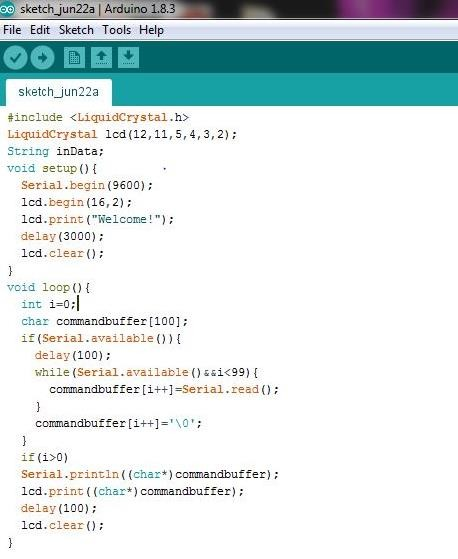 sketch_jun22a | Arduino 1.8.3
File Edit Sketch Tools Help
sketch_jun22a
#include <LiquidCrystal.h>
LiquidCrystal lcd(12,11,5,4,3,2);
String inData;
void setup(){
  Serial.begin(9600);
  lcd.begin(16,2);
  lcd.print("Welcome!");
  delay(3000);
  lcd.clear();
}
void loop(){
  int i=0;
  char commandbuffer[100];
  if(Serial.available()){
    delay(100);
    while(Serial.available()&&i<99){
      commandbuffer[i++]=Serial.read();
    }
    commandbuffer[i++]='\0';
  }
  if(i>0)
  Serial.println((char*)commandbuffer);
  lcd.print((char*)commandbuffer);
  delay(100);
  lcd.clear();
}